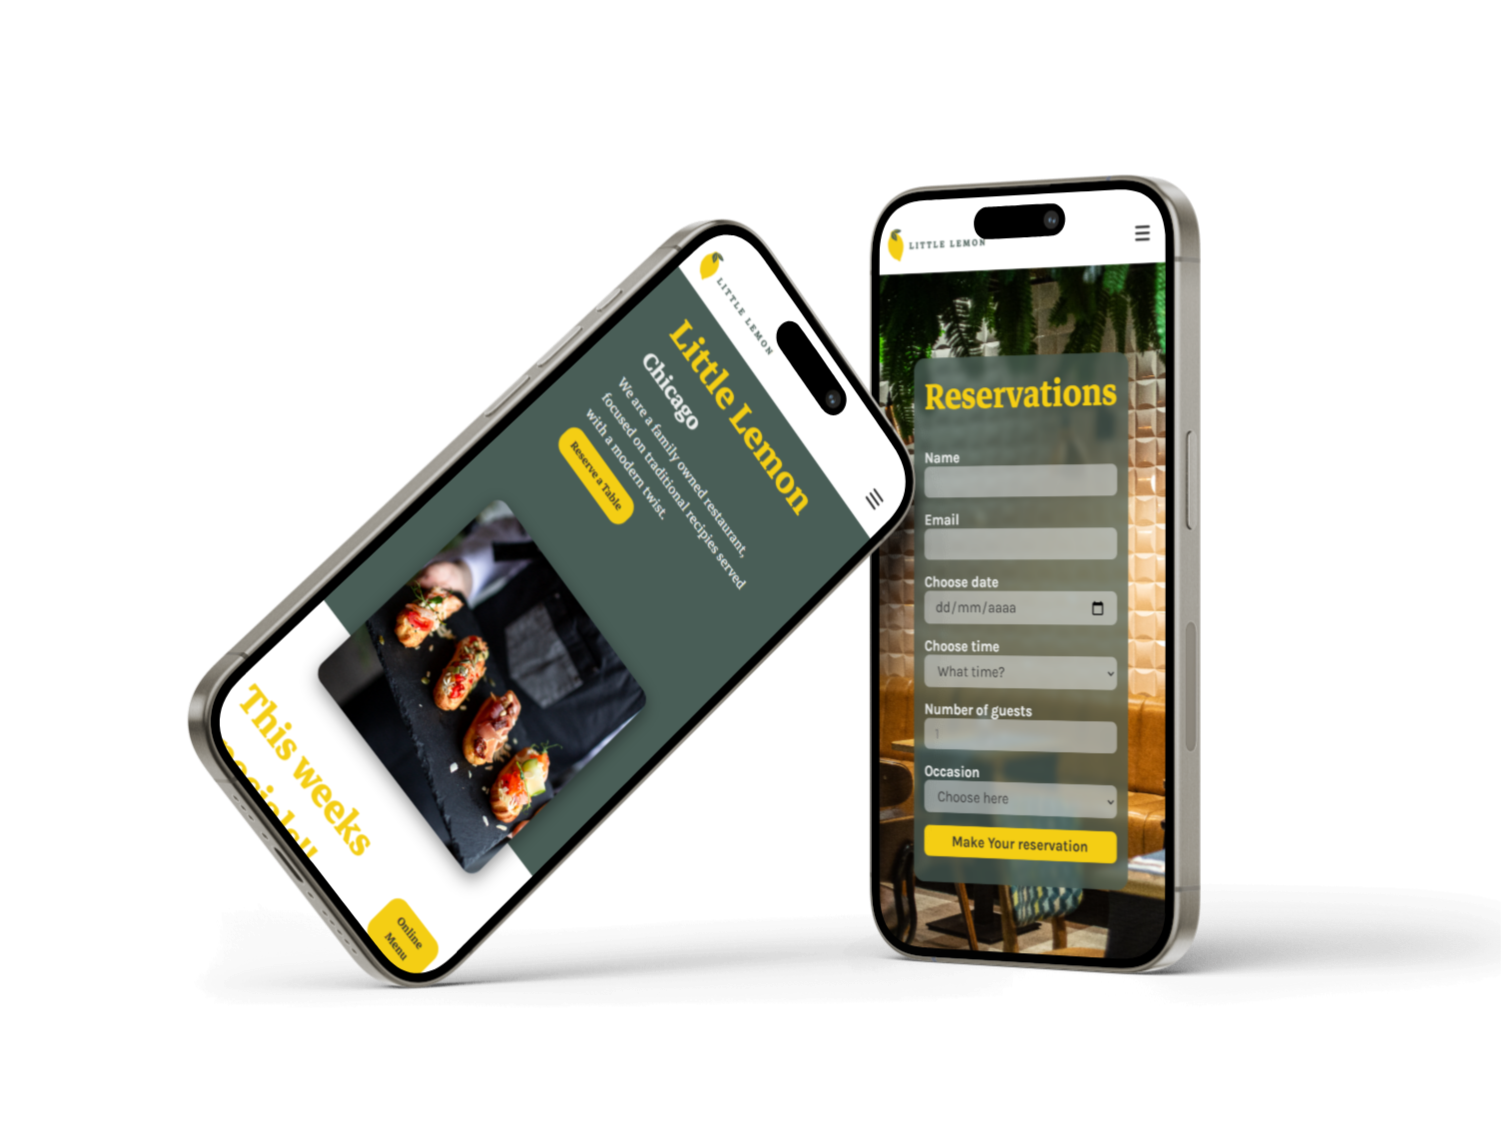 LITTLE LEMON
Little Lemon
Chicago
We are a family owned restaurant,
focused on traditional recipies served
with a modern twist.
Reserve a Table
This weeks
Online
Menu
LITTLE LEMON
Reservations
Name
Email
Choose date
dd/mm/aaaa
Choose time
What time?
Number of guests
1
Occasion
Choose here
Make Your reservation